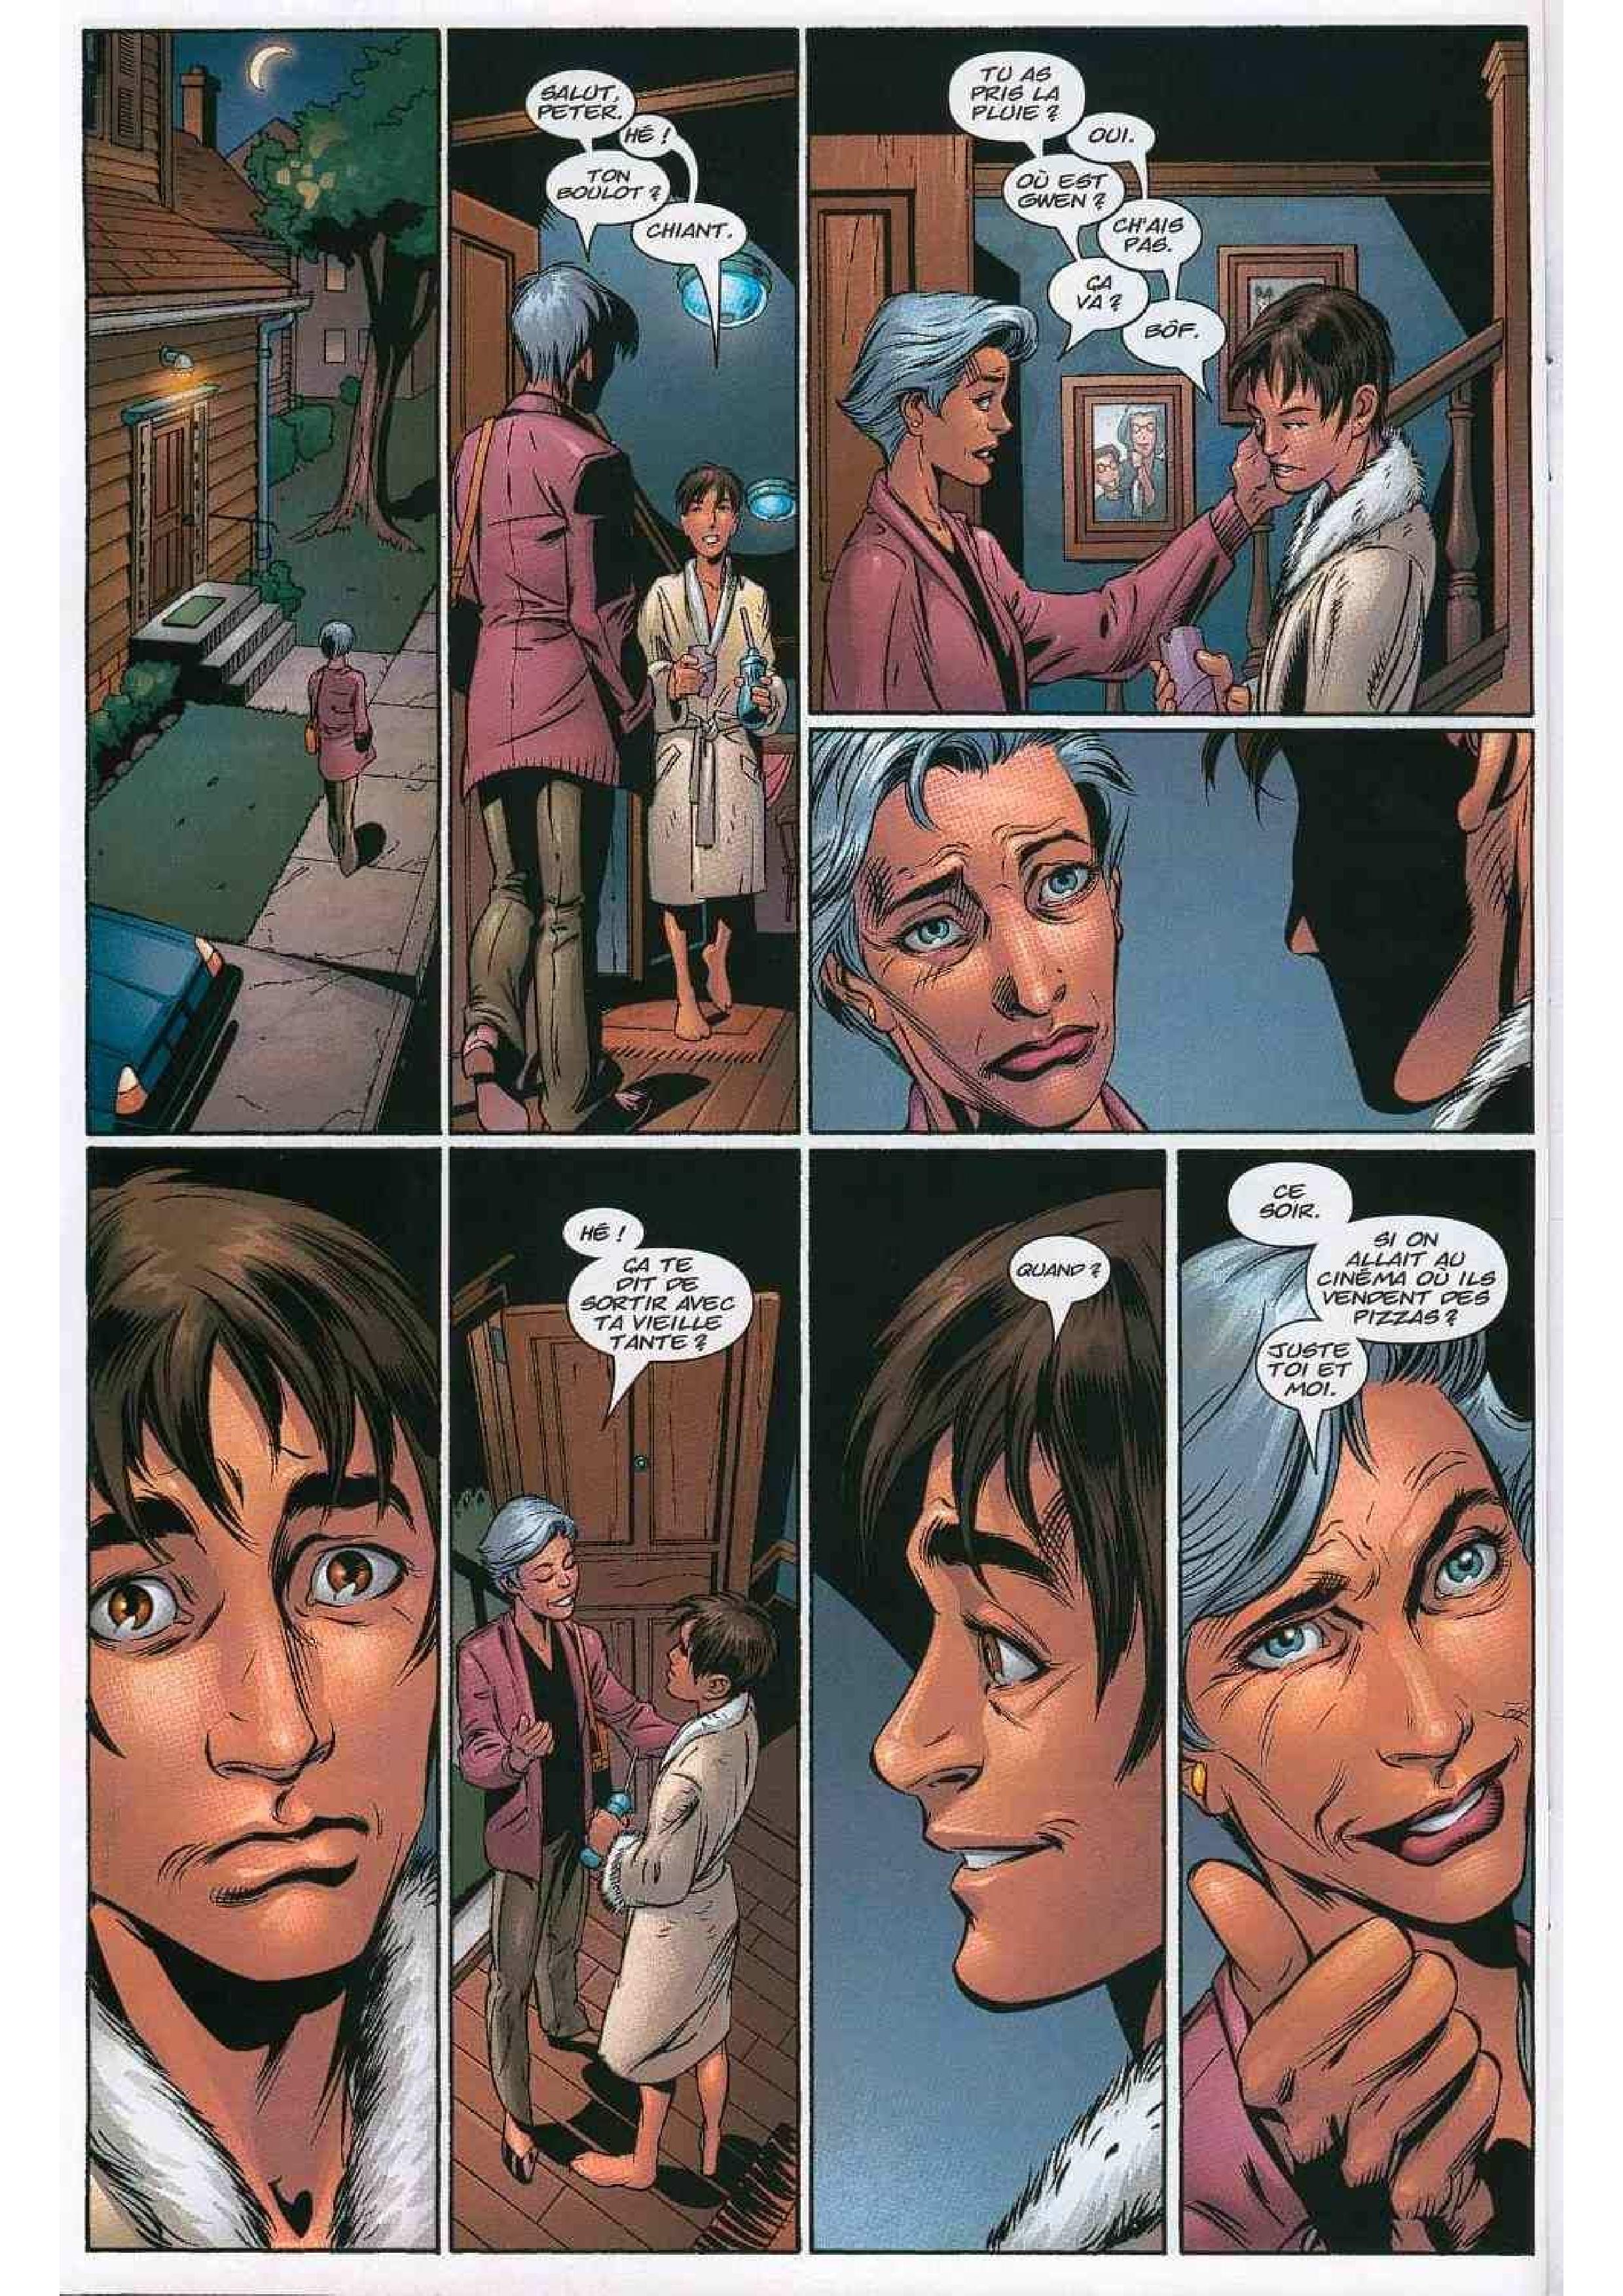 SALUT,
PETER.
HÉ !
TON
BOULOT ?
CHIANT.
TU AS
PRIS LA
PLUIE ?
OUI.
OÙ EST
GWEN ?
CH'AIS
PAS.
ÇA
VA ?
BÔF.
HÉ !
ÇA TE
DIT DE
SORTIR AVEC
TA VIEILLE
TANTE ?
QUAND ?
CE
SOIR.
SI ON
ALLAIT AU
CINÉMA OÙ ILS
VENDENT DES
PIZZAS ?
JUSTE
TOI ET
MOI.